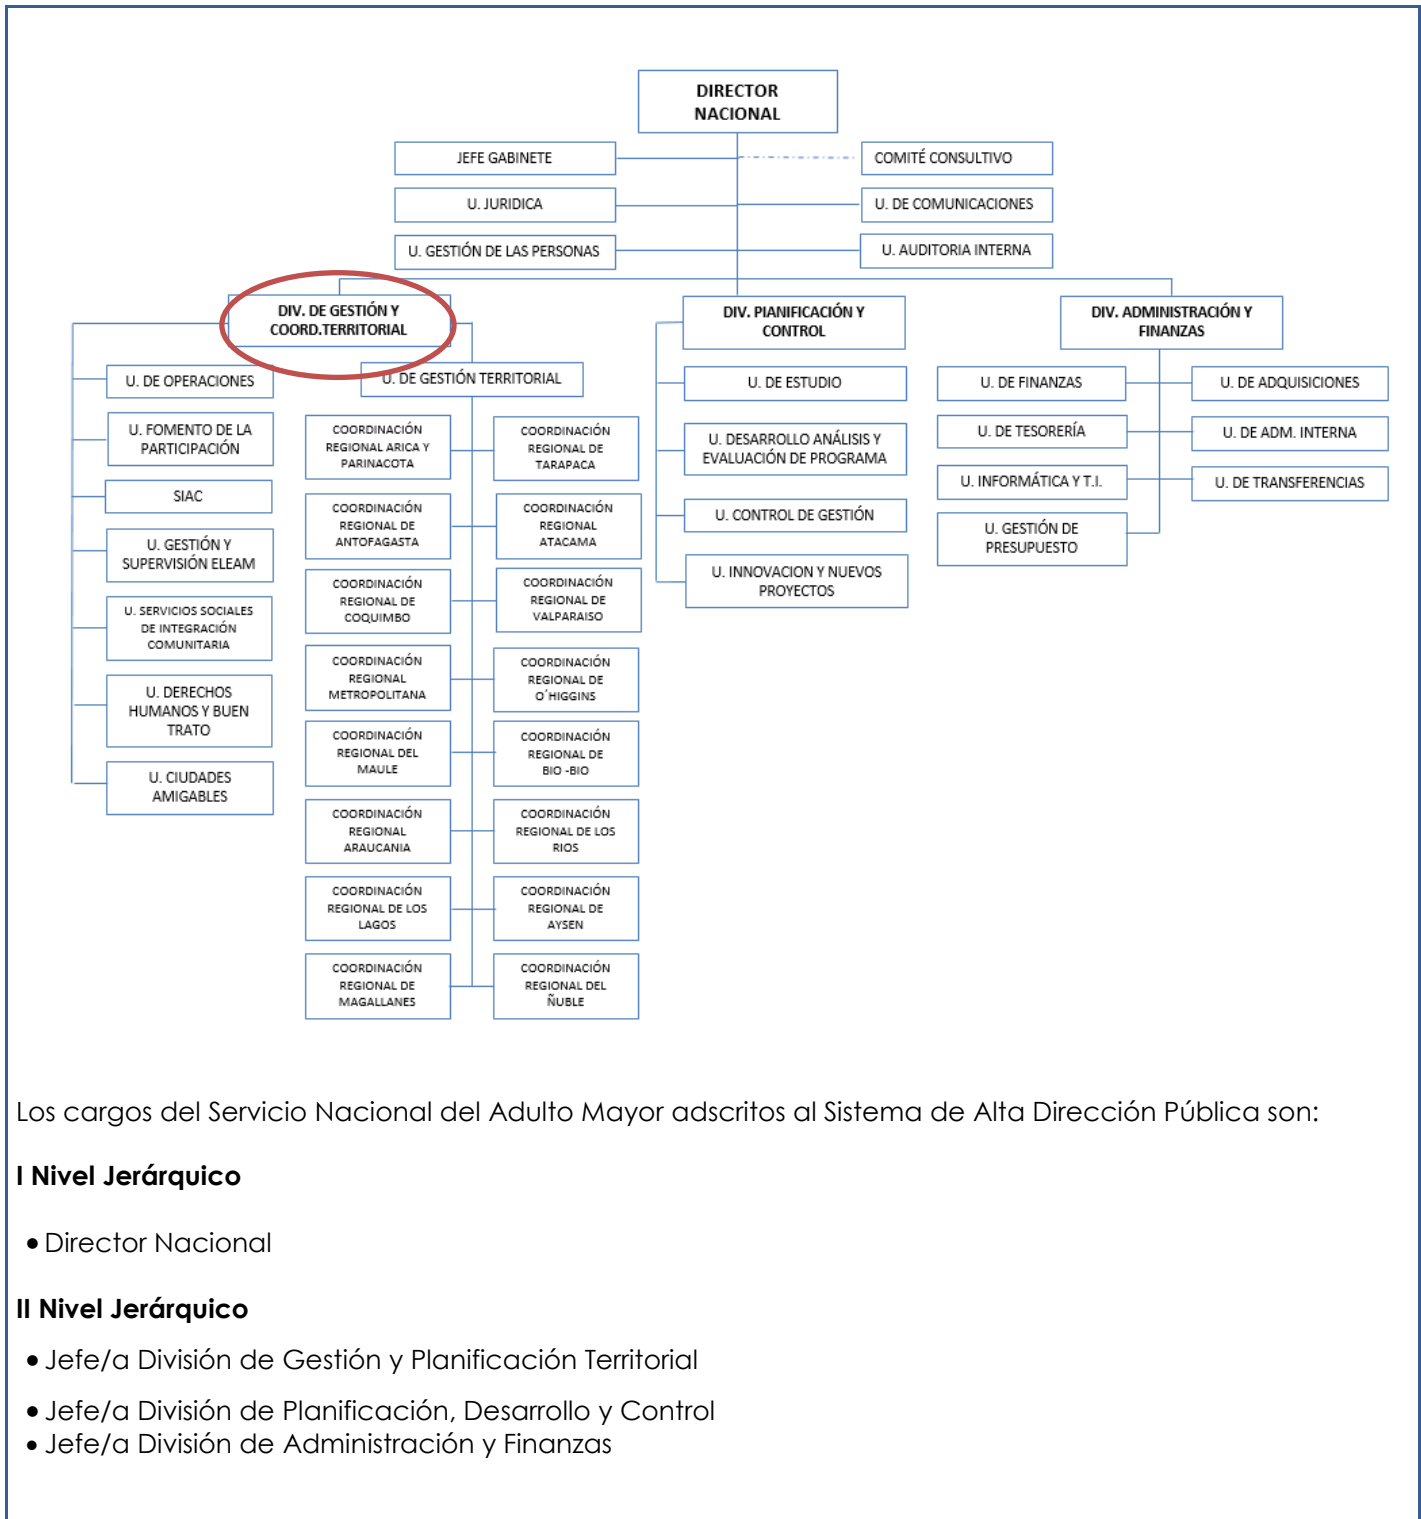 DIRECTOR
NACIONAL
JEFE GABINETE
COMITÉ CONSULTIVO
U. JURIDICA
U. DE COMUNICACIONES
U. GESTIÓN DE LAS PERSONAS
U. AUDITORIA INTERNA
DIV. DE GESTIÓN Y
COORD.TERRITORIAL
U. DE OPERACIONES
U. FOMENTO DE LA
PARTICIPACIÓN
SIAC
U. GESTIÓN Y
SUPERVISIÓN ELEAM
U. SERVICIOS SOCIALES
DE INTEGRACIÓN
COMUNITARIA
U. DERECHOS
HUMANOS Y BUEN
TRATO
U. CIUDADES
AMIGABLES
U. DE GESTIÓN TERRITORIAL
COORDINACIÓN
REGIONAL ARICA Y
PARINACOTA
COORDINACIÓN
REGIONAL DE
TARAPACA
COORDINACIÓN
REGIONAL DE
ANTOFAGASTA
COORDINACIÓN
REGIONAL
ATACAMA
COORDINACIÓN
REGIONAL DE
COQUIMBO
COORDINACIÓN
REGIONAL DE
VALPARAISO
COORDINACIÓN
REGIONAL
METROPOLITANA
COORDINACIÓN
REGIONAL DE
O´HIGGINS
COORDINACIÓN
REGIONAL DEL
MAULE
COORDINACIÓN
REGIONAL DE
BIO -BIO
COORDINACIÓN
REGIONAL
ARAUCANIA
COORDINACIÓN
REGIONAL DE LOS
RIOS
COORDINACIÓN
REGIONAL DE LOS
LAGOS
COORDINACIÓN
REGIONAL DE
AYSEN
COORDINACIÓN
REGIONAL DE
MAGALLANES
COORDINACIÓN
REGIONAL DEL
ÑUBLE
DIV. PIANIFICACIÓN Y
CONTROL
U. DE ESTUDIO
U. DESARROLLO ANÁLISIS Y
EVALUACIÓN DE PROGRAMA
U. CONTROL DE GESTIÓN
U. INNOVACION Y NUEVOS
PROYECTOS
DIV. ADMINISTRACIÓN Y
FINANZAS
U. DE FINANZAS
U. DE ADQUISICIONES
U. DE TESORERÍA
U. DE ADM. INTERNA
U. INFORMÁTICA Y T.I.
U. DE TRANSFERENCIAS
U. GESTIÓN DE
PRESUPUESTO
Los cargos del Servicio Nacional del Adulto Mayor adscritos al Sistema de Alta Dirección Pública son:
I Nivel Jerárquico
• Director Nacional
II Nivel Jerárquico
• Jefe/a División de Gestión y Planificación Territorial
• Jefe/a División de Planificación, Desarrollo y Control
• Jefe/a División de Administración y Finanzas